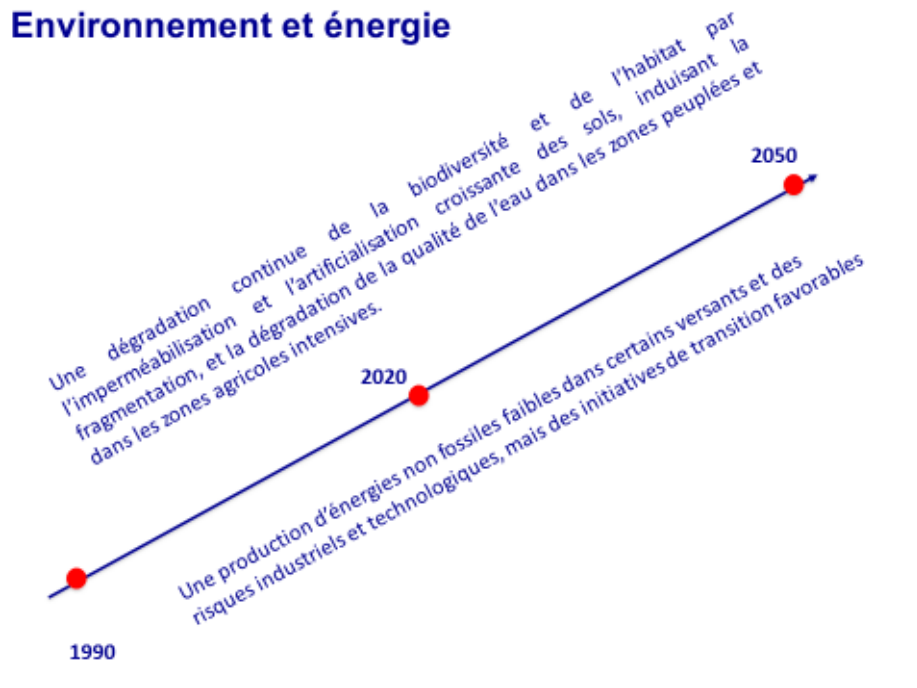 Environnement et énergie
Une dégradation continue de la biodiversité et de l'habitat par
l'imperméabilisation et l'artificialisation croissante des sols, induisant la
fragmentation, et la dégradation de la qualité de l'eau dans les zones peuplées et
dans les zones agricoles intensives.
2050
2020
Une production d'énergies non fossiles faibles dans certains versants et des
risques industriels et technologiques, mais des initiatives de transition favorables
1990